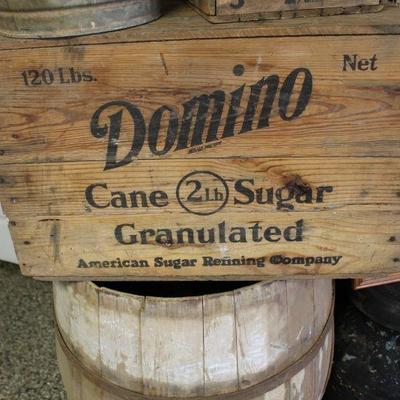 120 Lbs. Net
Domino
Cane 2Lb Sugar
Granulated
American Sugar Refining Company